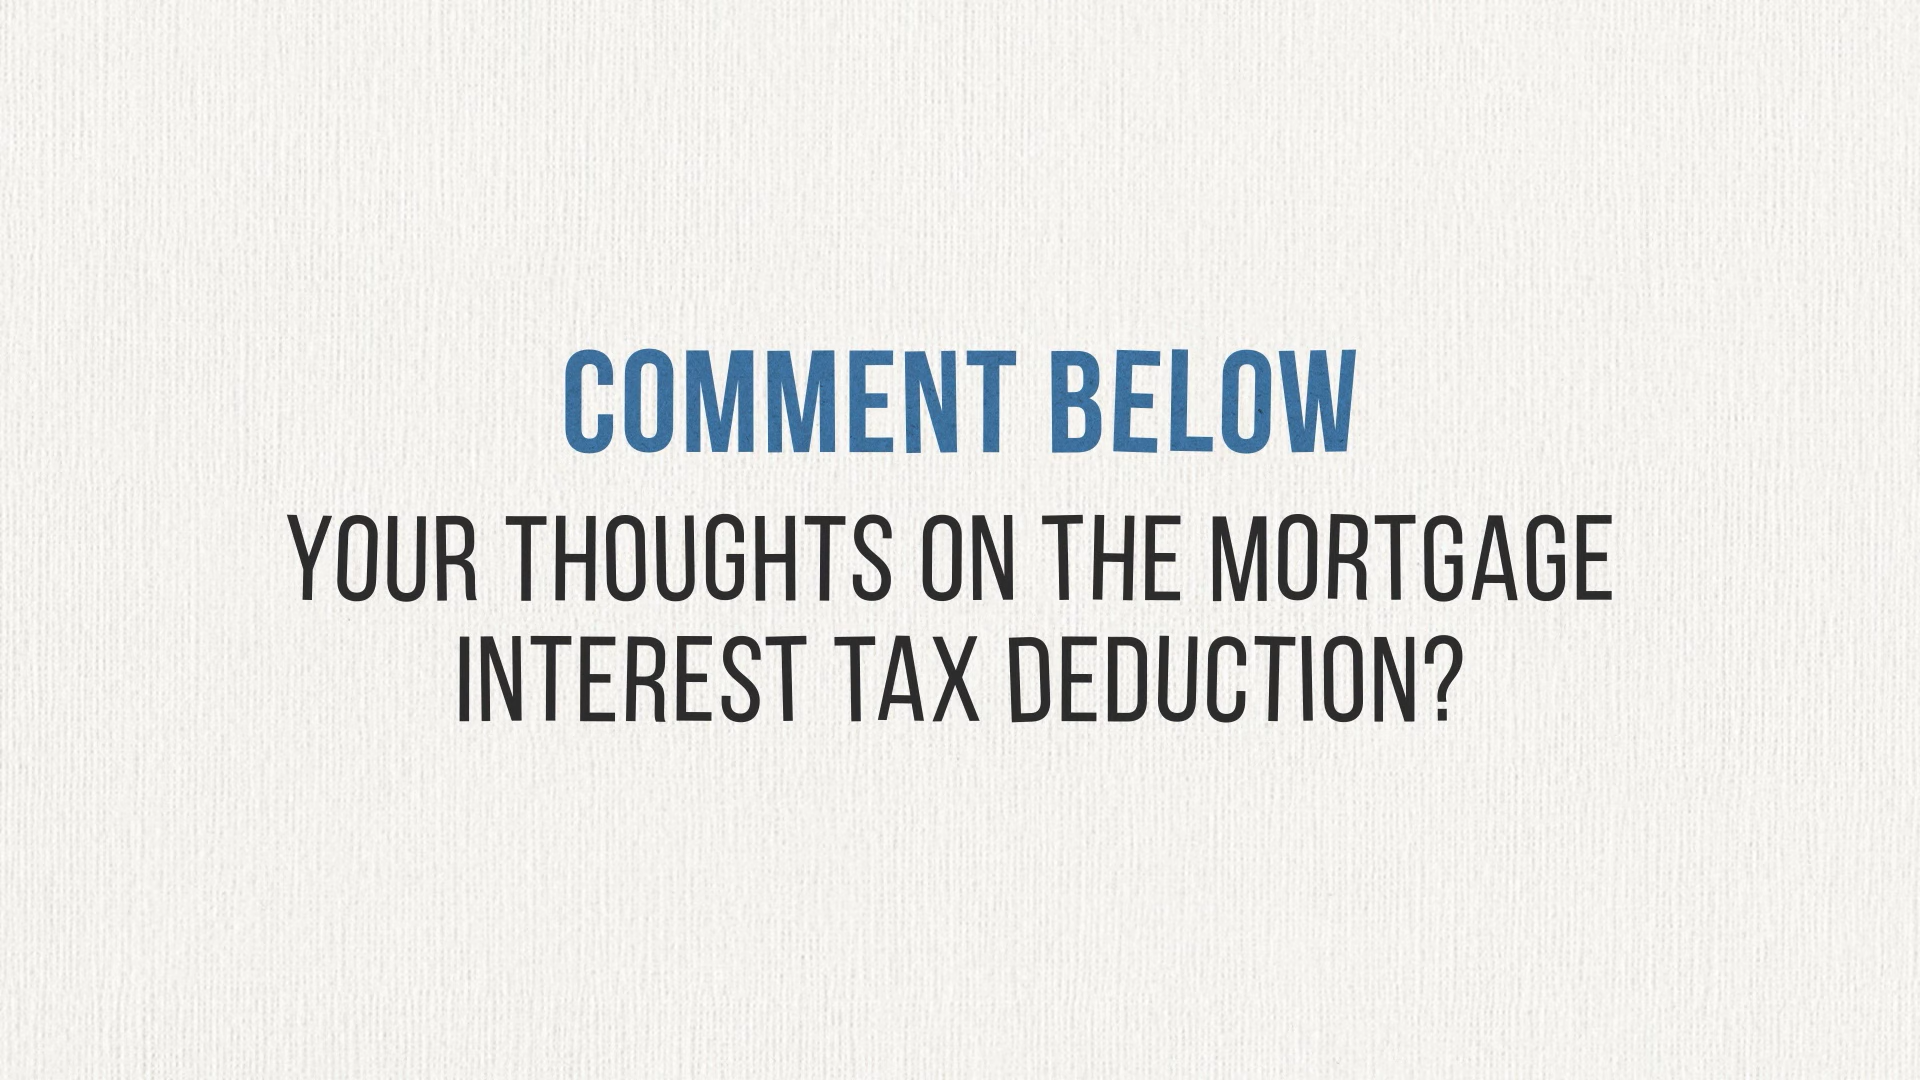 COMMENT BELOW
YOUR THOUGHTS ON THE MORTGAGE
INTEREST TAX DEDUCTION?